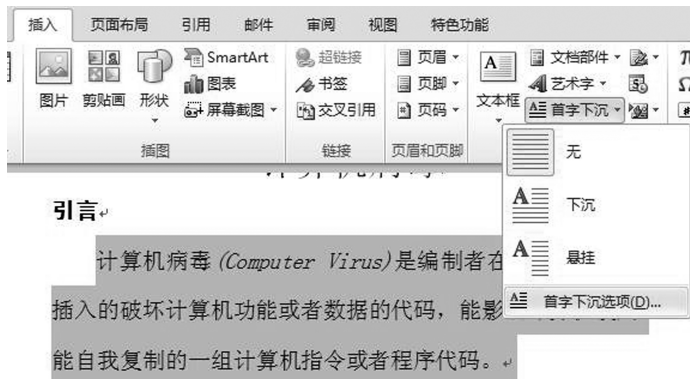 插入 页面布局 引用 邮件 审阅 视图 特色功能
SmartArt 超链接 页眉 文档部件
图表 书签 页脚 艺术字
图片 剪贴画 形状 屏幕截图 交叉引用 页码 文本框 首字下沉
插图 链接 页眉和页脚
无
下沉
悬挂
首字下沉选项(D)...
引言
计算机病毒(Computer Virus)是编制者在
插入的破坏计算机功能或者数据的代码，能影
能自我复制的一组计算机指令或者程序代码。